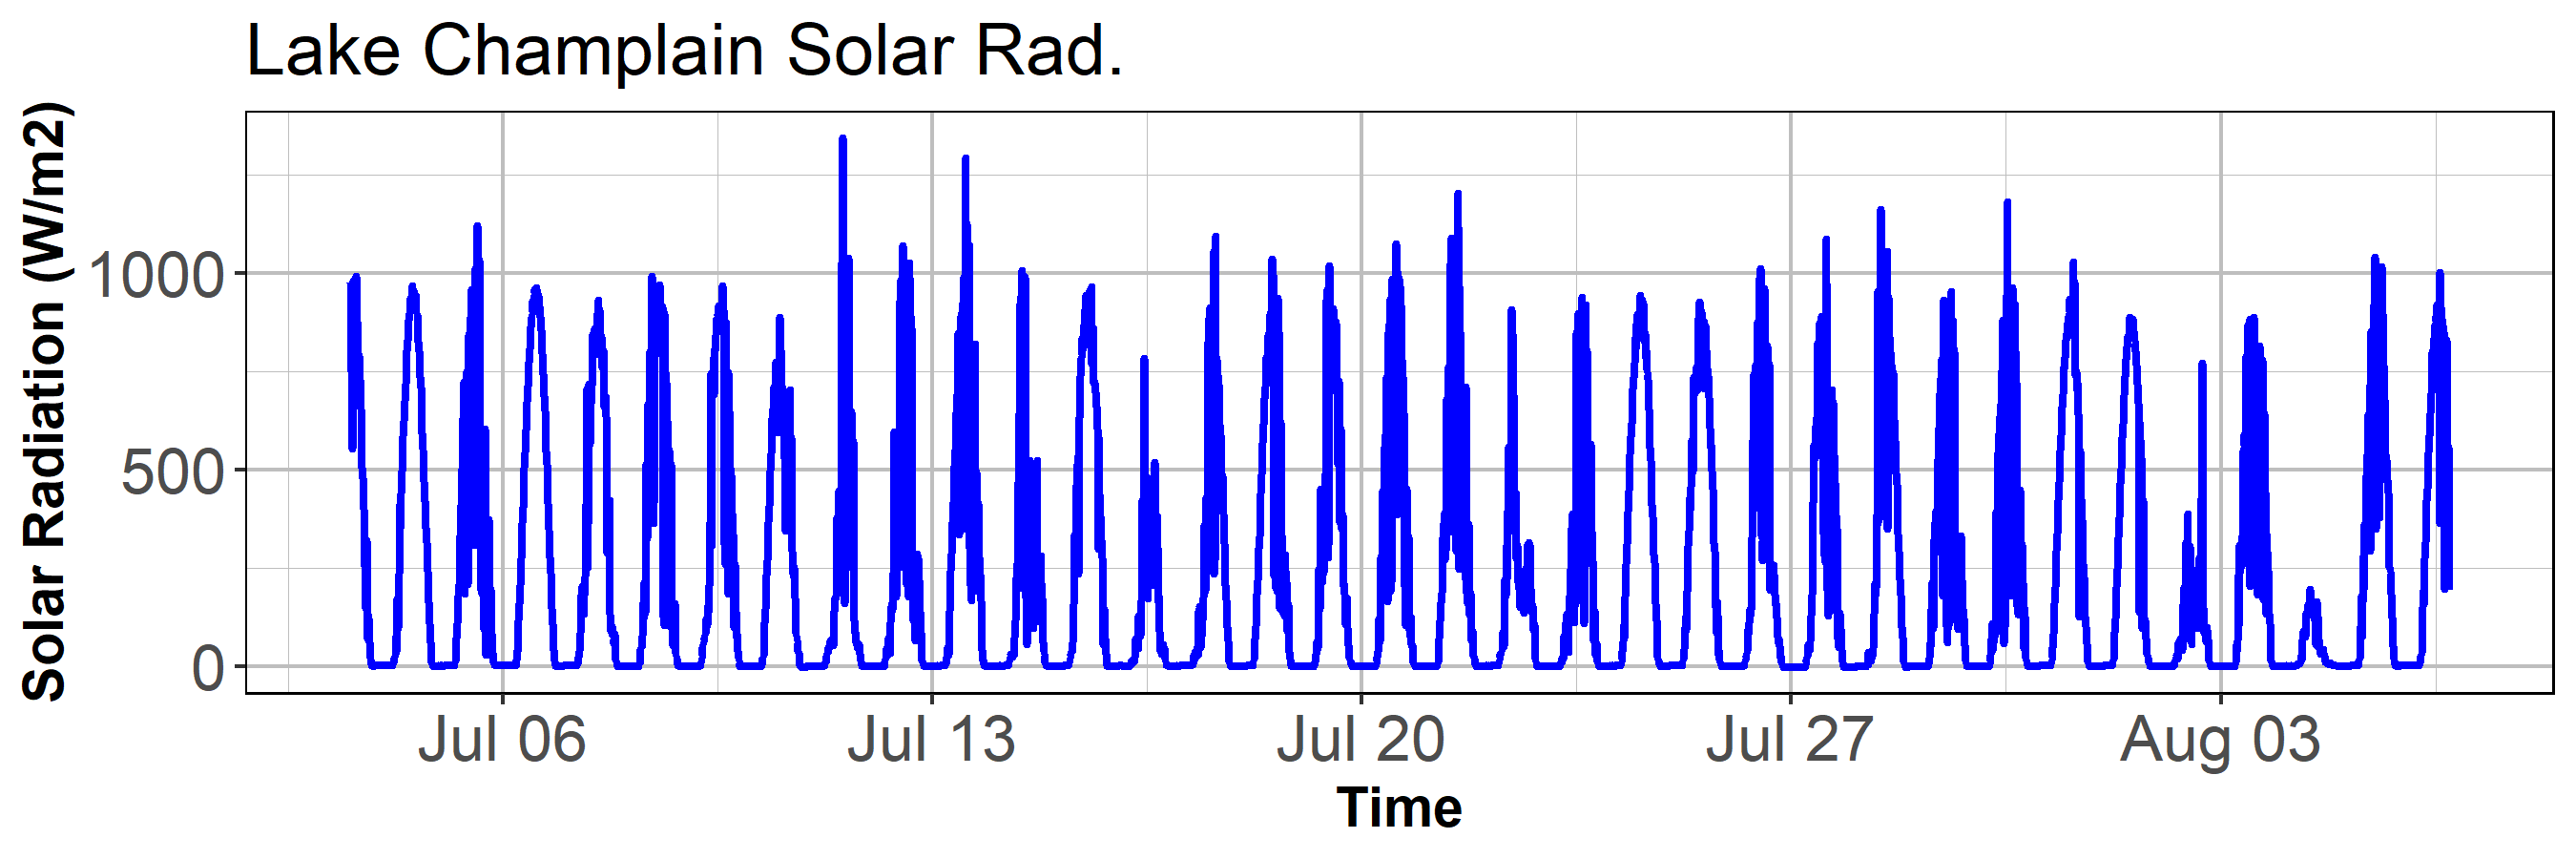 Lake Champlain Solar Rad.
Solar Radiation (W/m2)
1000
500
0
Jul 06 Jul 13 Jul 20 Jul 27 Aug 03
Time